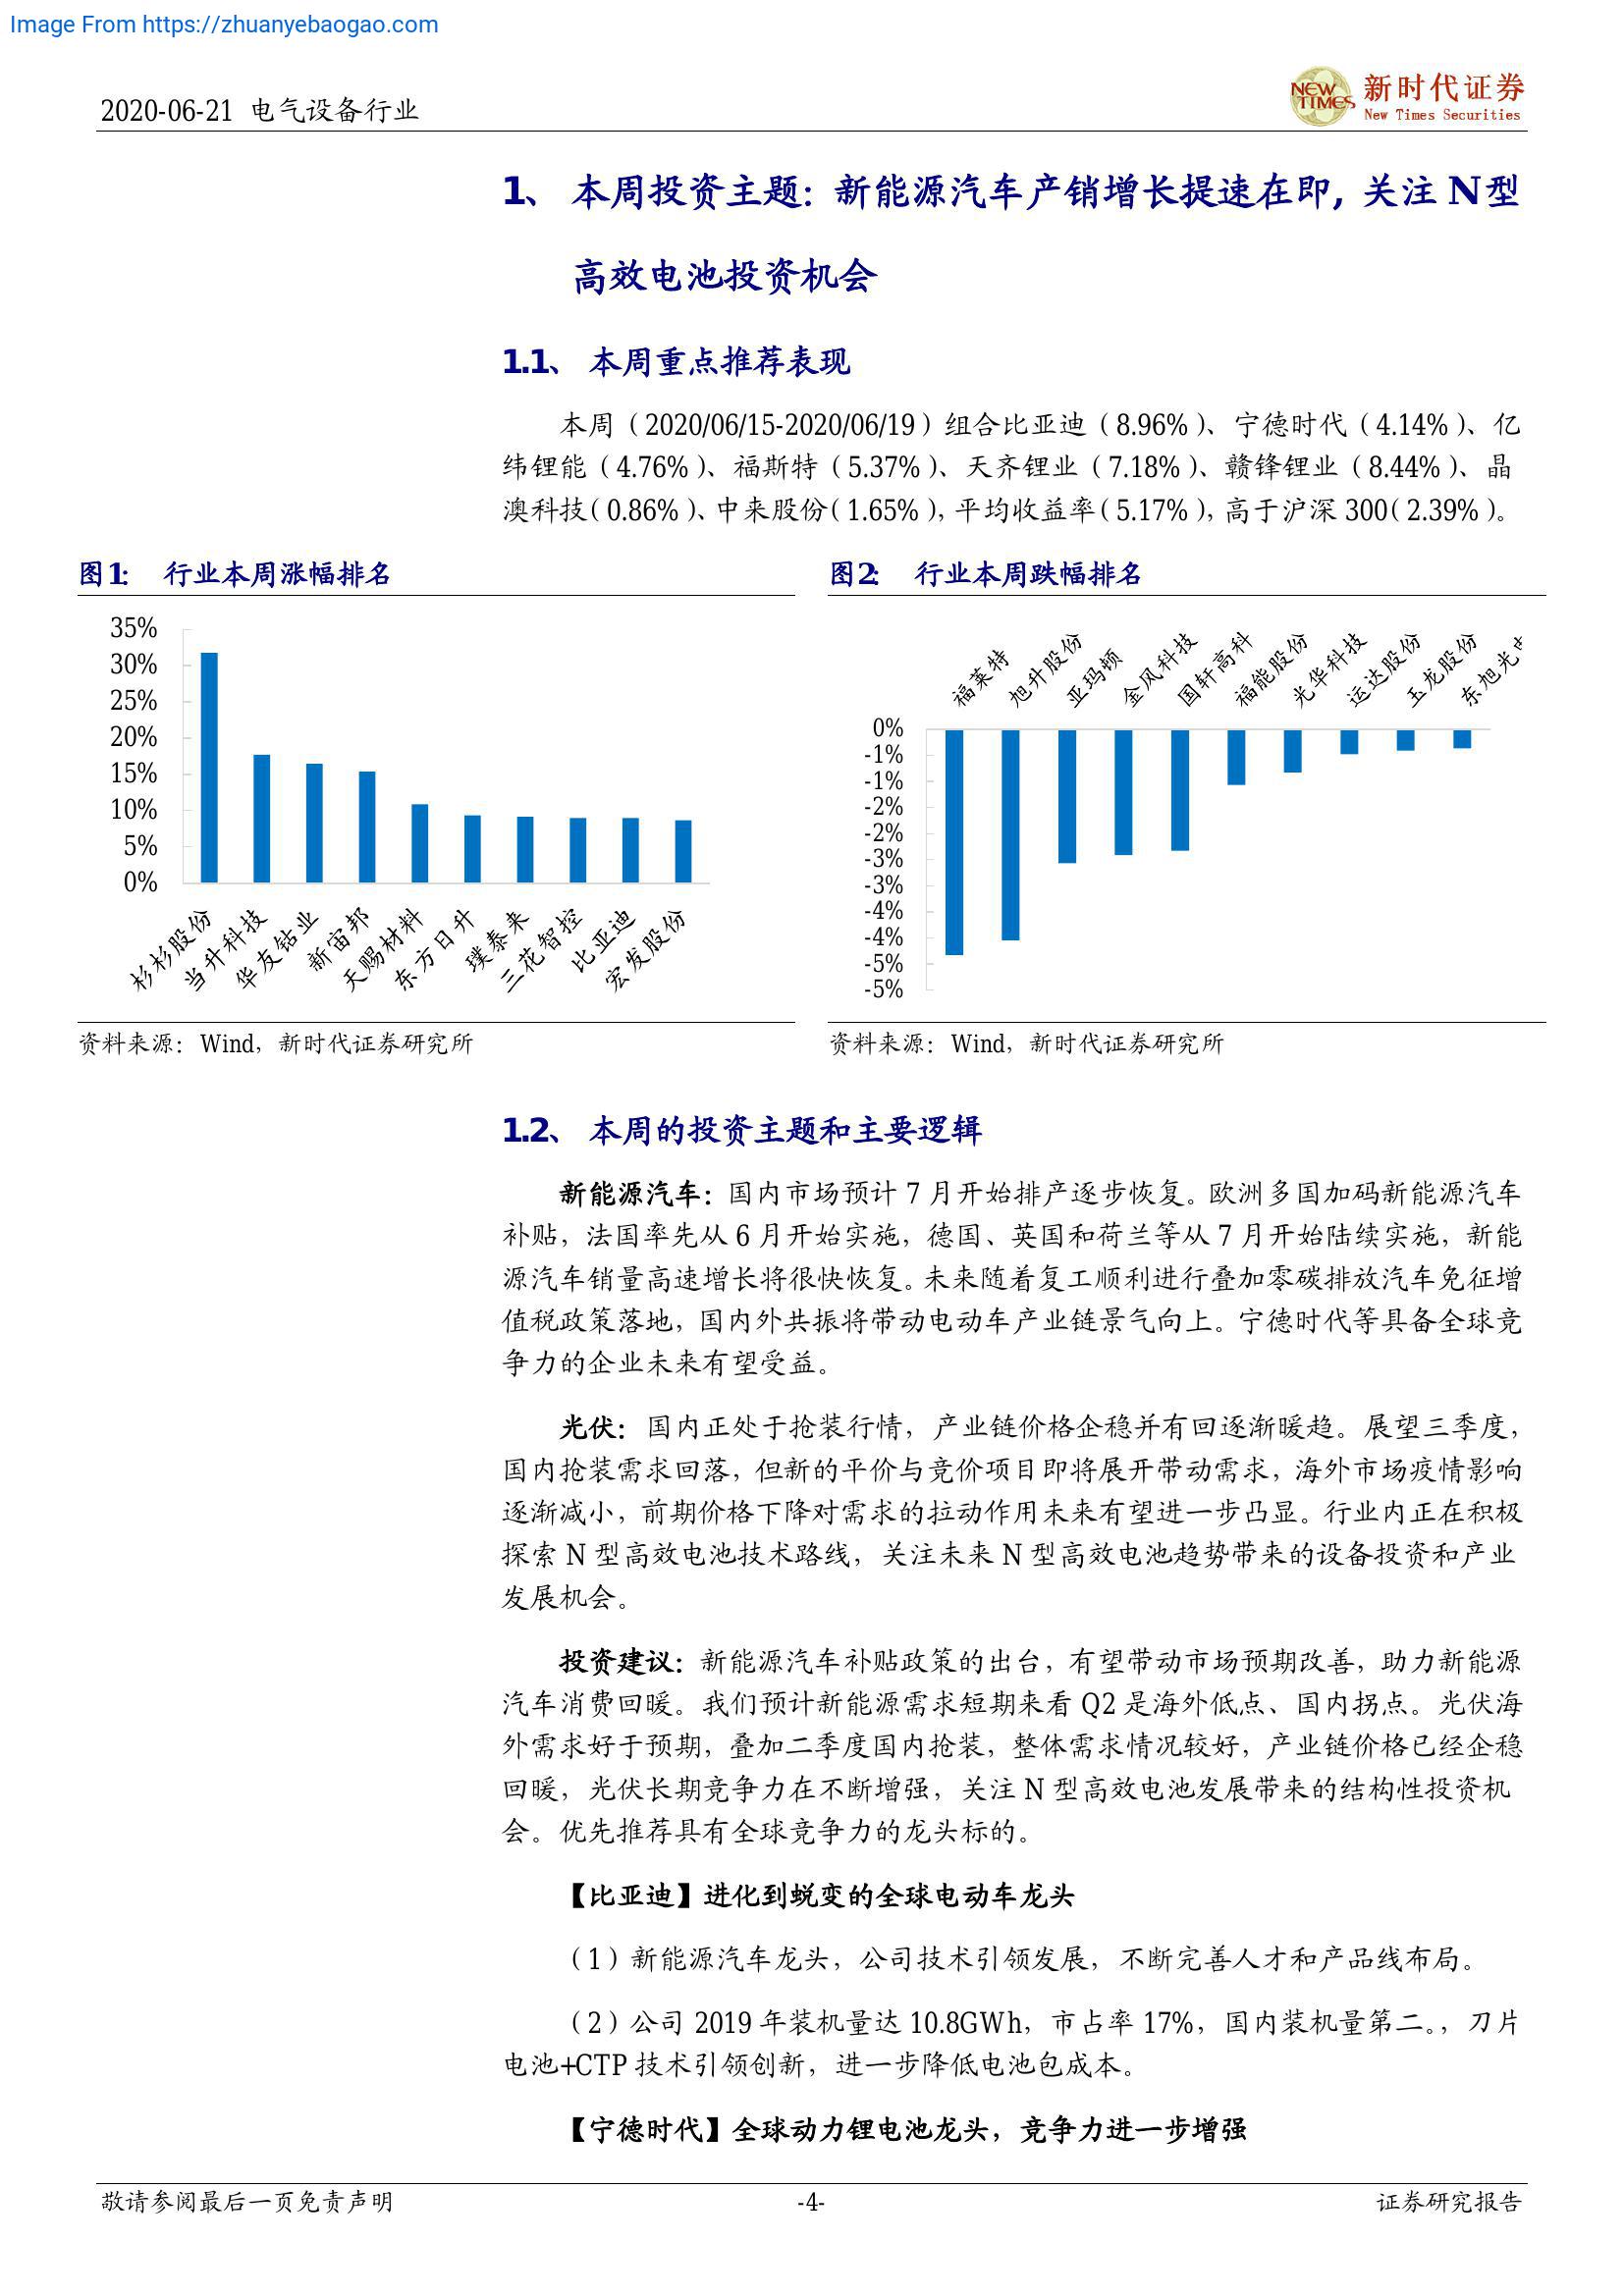 Image From https://zhuanyebaogao.com
2020-06-21 电气设备行业
NEW TIMES
新时代证券
New Times Securities
1、 本周投资主题：新能源汽车产销增长提速在即，关注 N型
高效电池投资机会
1.1、 本周重点推荐表现
本周（2020/06/15-2020/06/19）组合比亚迪（8.96%）、宁德时代（4.14%）、亿
纬锂能（4.76%）、福斯特（5.37%）、天齐锂业（7.18%）、赣锋锂业（8.44%）、晶
澳科技（0.86%）、中来股份（1.65%），平均收益率（5.17%），高于沪深 300（2.39%）。
图1： 行业本周涨幅排名
35%
30%
25%
20%
15%
10%
5%
0%
杉杉股份
当升科技
华友钴业
新宙邦
天赐材料
东方日升
璞泰来
三花智控
比亚迪
宏发股份
资料来源：Wind，新时代证券研究所
图2： 行业本周跌幅排名
福莱特
旭升股份
亚玛顿
金风科技
国轩高科
福能股份
光华科技
运达股份
玉龙股份
东旭光
0%
-1%
-1%
-2%
-2%
-3%
-3%
-4%
-4%
-5%
-5%
资料来源：Wind，新时代证券研究所
1.2、 本周的投资主题和主要逻辑
新能源汽车：国内市场预计 7 月开始排产逐步恢复。欧洲多国加码新能源汽车
补贴，法国率先从 6 月开始实施，德国、英国和荷兰等从 7 月开始陆续实施，新能
源汽车销量高速增长将很快恢复。未来随着复工顺利进行叠加零碳排放汽车免征增
值税政策落地，国内外共振将带动电动车产业链景气向上。宁德时代等具备全球竞
争力的企业未来有望受益。
光伏：国内正处于抢装行情，产业链价格企稳并有回逐渐暖趋。展望三季度，
国内抢装需求回落，但新的平价与竞价项目即将展开带动需求，海外市场疫情影响
逐渐减小，前期价格下降对需求的拉动作用未来有望进一步凸显。行业内正在积极
探索 N 型高效电池技术路线，关注未来 N 型高效电池趋势带来的设备投资和产业
发展机会。
投资建议：新能源汽车补贴政策的出台，有望带动市场预期改善，助力新能源
汽车消费回暖。我们预计新能源需求短期来看 Q2 是海外低点、国内拐点。光伏海
外需求好于预期，叠加二季度国内抢装，整体需求情况较好，产业链价格已经企稳
回暖，光伏长期竞争力在不断增强，关注 N 型高效电池发展带来的结构性投资机
会。优先推荐具有全球竞争力的龙头标的。
【比亚迪】进化到蜕变的全球电动车龙头
（1）新能源汽车龙头，公司技术引领发展，不断完善人才和产品线布局。
（2）公司 2019 年装机量达 10.8GWh，市占率 17%，国内装机量第二。，刀片
电池+CTP 技术引领创新，进一步降低电池包成本。
【宁德时代】全球动力锂电池龙头，竞争力进一步增强
敬请参阅最后一页免责声明
-4-
证券研究报告